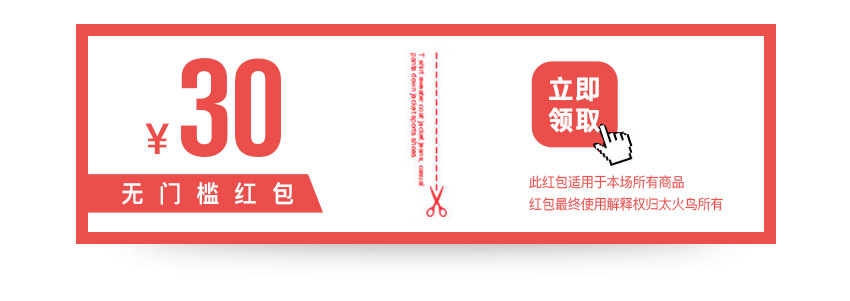 ¥30
无门槛红包
T-shirt sweater coat jacket jeans, casual
pants down jacket sports shoes
立即
领取
此红包适用于本场所有商品
红包最终使用解释权归太火鸟所有